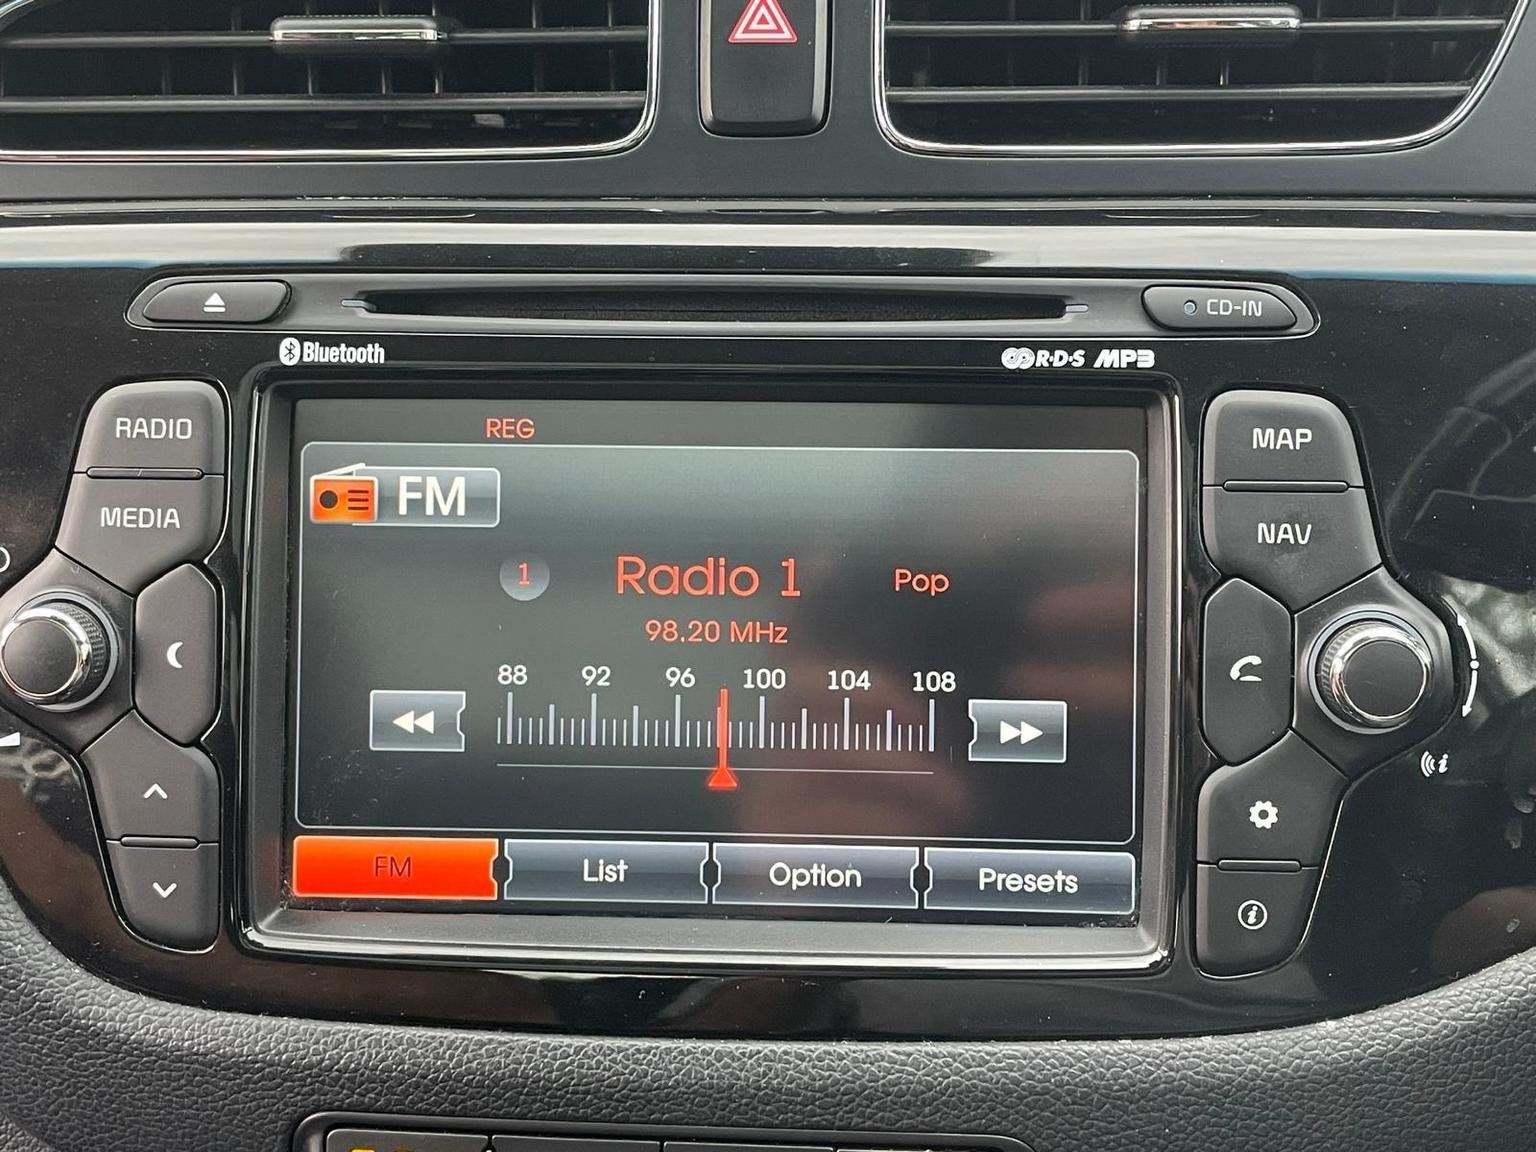 CD-IN
Bluetooth
R·D·S MP3
RADIO
MEDIA
MAP
NAV
REG
FM
1
Radio 1
Pop
98.20 MHz
88 92 96 100 104 108
FM
List
Option
Presets